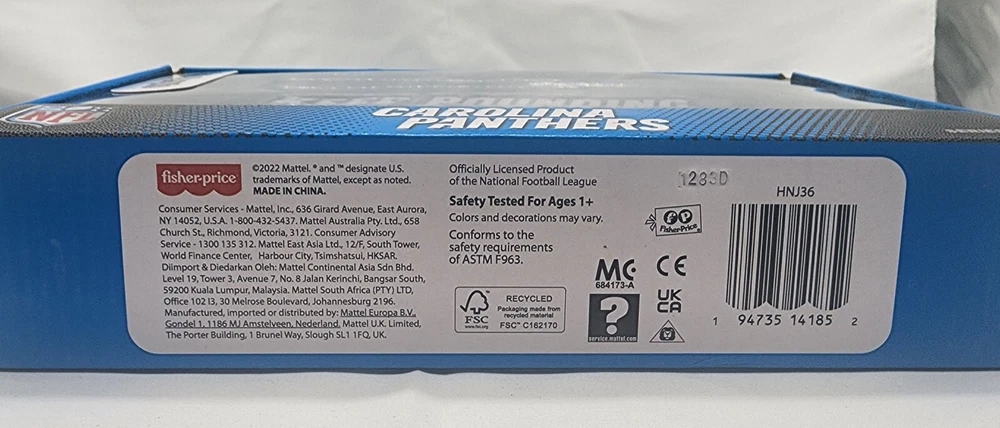 NFL
CAROLINA
PANTHERS
fisher-price
©2022 Mattel. ® and ™ designate U.S.
trademarks of Mattel, except as noted.
MADE IN CHINA.
Consumer Services - Mattel, Inc., 636 Girard Avenue, East Aurora,
NY 14052, U.S.A. 1-800-432-5437. Mattel Australia Pty. Ltd., 658
Church St., Richmond, Victoria, 3121. Consumer Advisory
Service - 1300 135 312. Mattel East Asia Ltd., 12/F, South Tower,
World Finance Center, Harbour City, Tsimshatsui, HKSAR.
Diimport & Diedarkan Oleh: Mattel Continental Asia Sdn Bhd.
Level 19, Tower 3, Avenue 7, No. 8 Jalan Kerinchi, Bangsar South,
59200 Kuala Lumpur, Malaysia. Mattel South Africa (PTY) LTD,
Office 102 I3, 30 Melrose Boulevard, Johannesburg 2196.
Manufactured, imported or distributed by: Mattel Europa B.V.,
Gondel 1, 1186 MJ Amstelveen, Nederland. Mattel U.K. Limited,
The Porter Building, 1 Brunel Way, Slough SL1 1FQ, UK.
Officially Licensed Product
of the National Football League
Safety Tested For Ages 1+
Colors and decorations may vary.
Conforms to the
safety requirements
of ASTM F963.
FSC
www.fsc.org
RECYCLED
Packaging made from
recycled material
FSC™ C162170
1283D
FP
Fisher-Price
MC
684173-A
CE
?
service.mattel.com
UK
CA
HNJ36
1 94735 14185 2